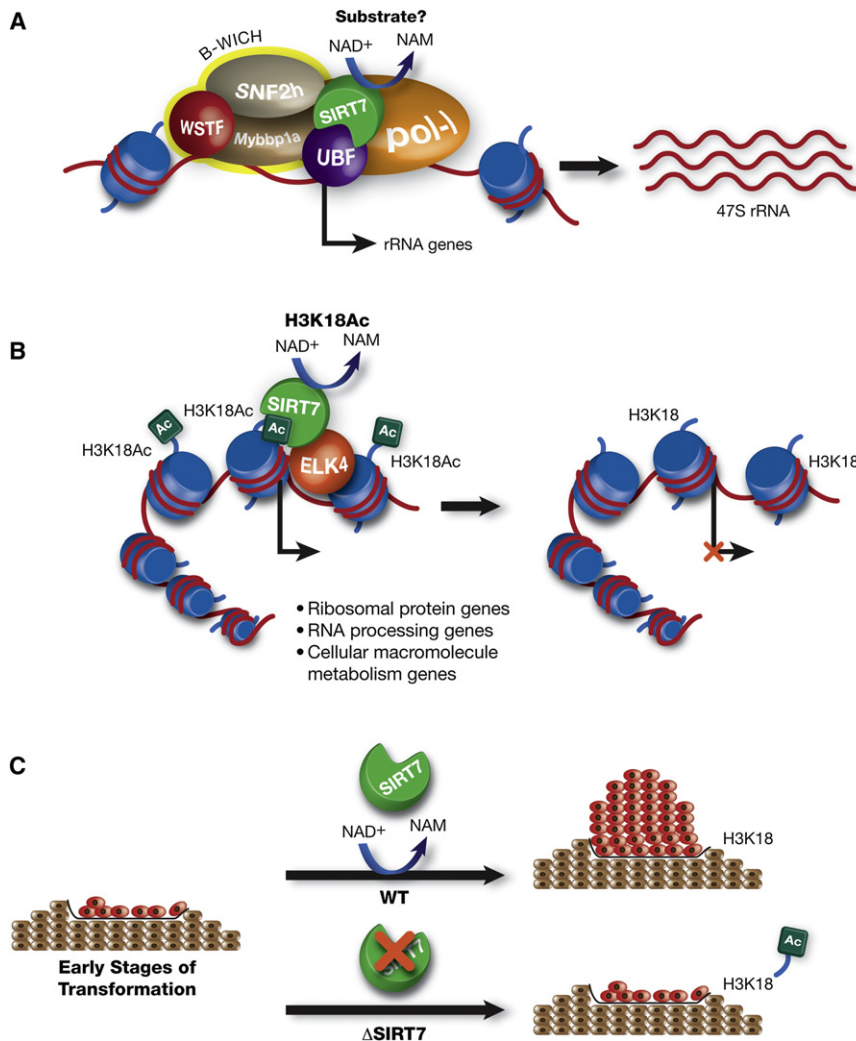 A
Substrate?
NAD+
NAM
B-WICH
SNF2h
WSTF
Mybbp1a
SIRT7
UBF
pol-I
rRNA genes
47S rRNA
B
H3K18Ac
NAD+
NAM
SIRT7
H3K18Ac
Ac
Ac
Ac
H3K18Ac
ELK4
H3K18Ac
H3K18
H3K18
• Ribosomal protein genes
• RNA processing genes
• Cellular macromolecule
metabolism genes
C
SIRT7
NAD+
NAM
WT
H3K18
Early Stages of
Transformation
SIRT7
ΔSIRT7
Ac
H3K18